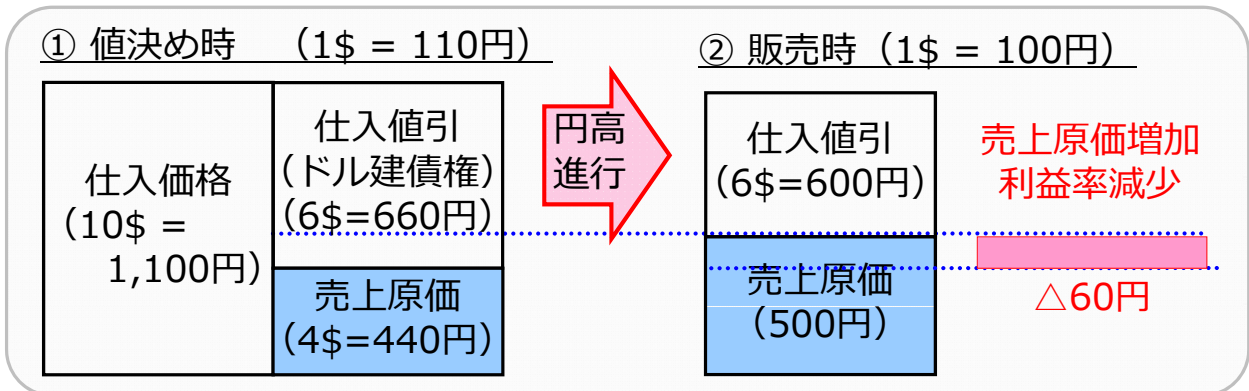 ① 値決め時　（1$ = 110円）
仕入価格
（10$ =
1,100円）
仕入値引
（ドル建債権）
（6$=660円）
売上原価
（4$=440円）
円高
進行
② 販売時（1$ = 100円）
仕入値引
（6$=600円）
売上原価
（500円）
売上原価増加
利益率減少
△60円